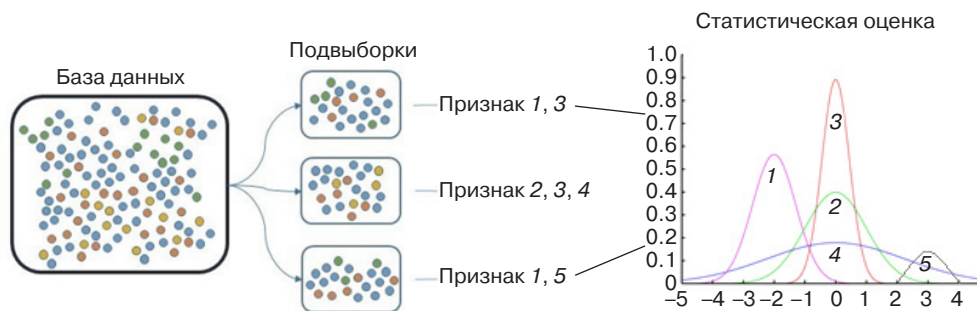 Статистическая оценка
База данных
Подвыборки
Признак 1, 3
Признак 2, 3, 4
Признак 1, 5
1.0
0.9
0.8
0.7
0.6
0.5
0.4
0.3
0.2
0.1
0
–5 –4 –3 –2 –1 0 1 2 3 4
1
3
2
4
5